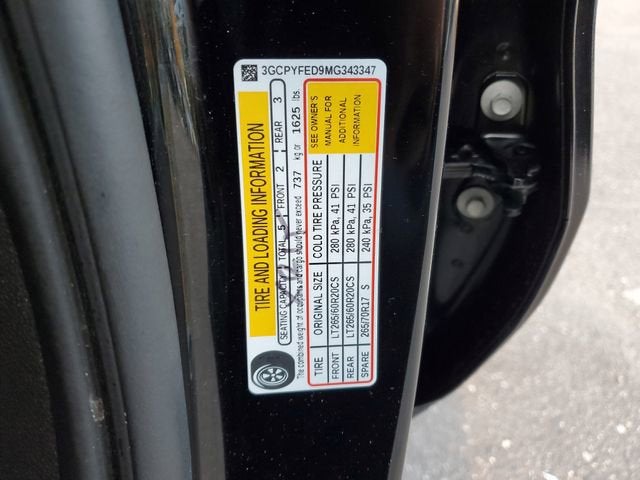 3GCPYFED9MG343347
TIRE AND LOADING INFORMATION
SEATING CAPACITY TOTAL 5 FRONT 2 REAR 3
The combined weight of occupants and cargo should never exceed 737 kg or 1625 lbs.
TIRE ORIGINAL SIZE COLD TIRE PRESSURE
FRONT LT265/60R20CS 280 kPa, 41 PSI
REAR LT265/60R20CS 280 kPa, 41 PSI
SPARE 265/70R17 S 240 kPa, 35 PSI
SEE OWNER'S
MANUAL FOR
ADDITIONAL
INFORMATION